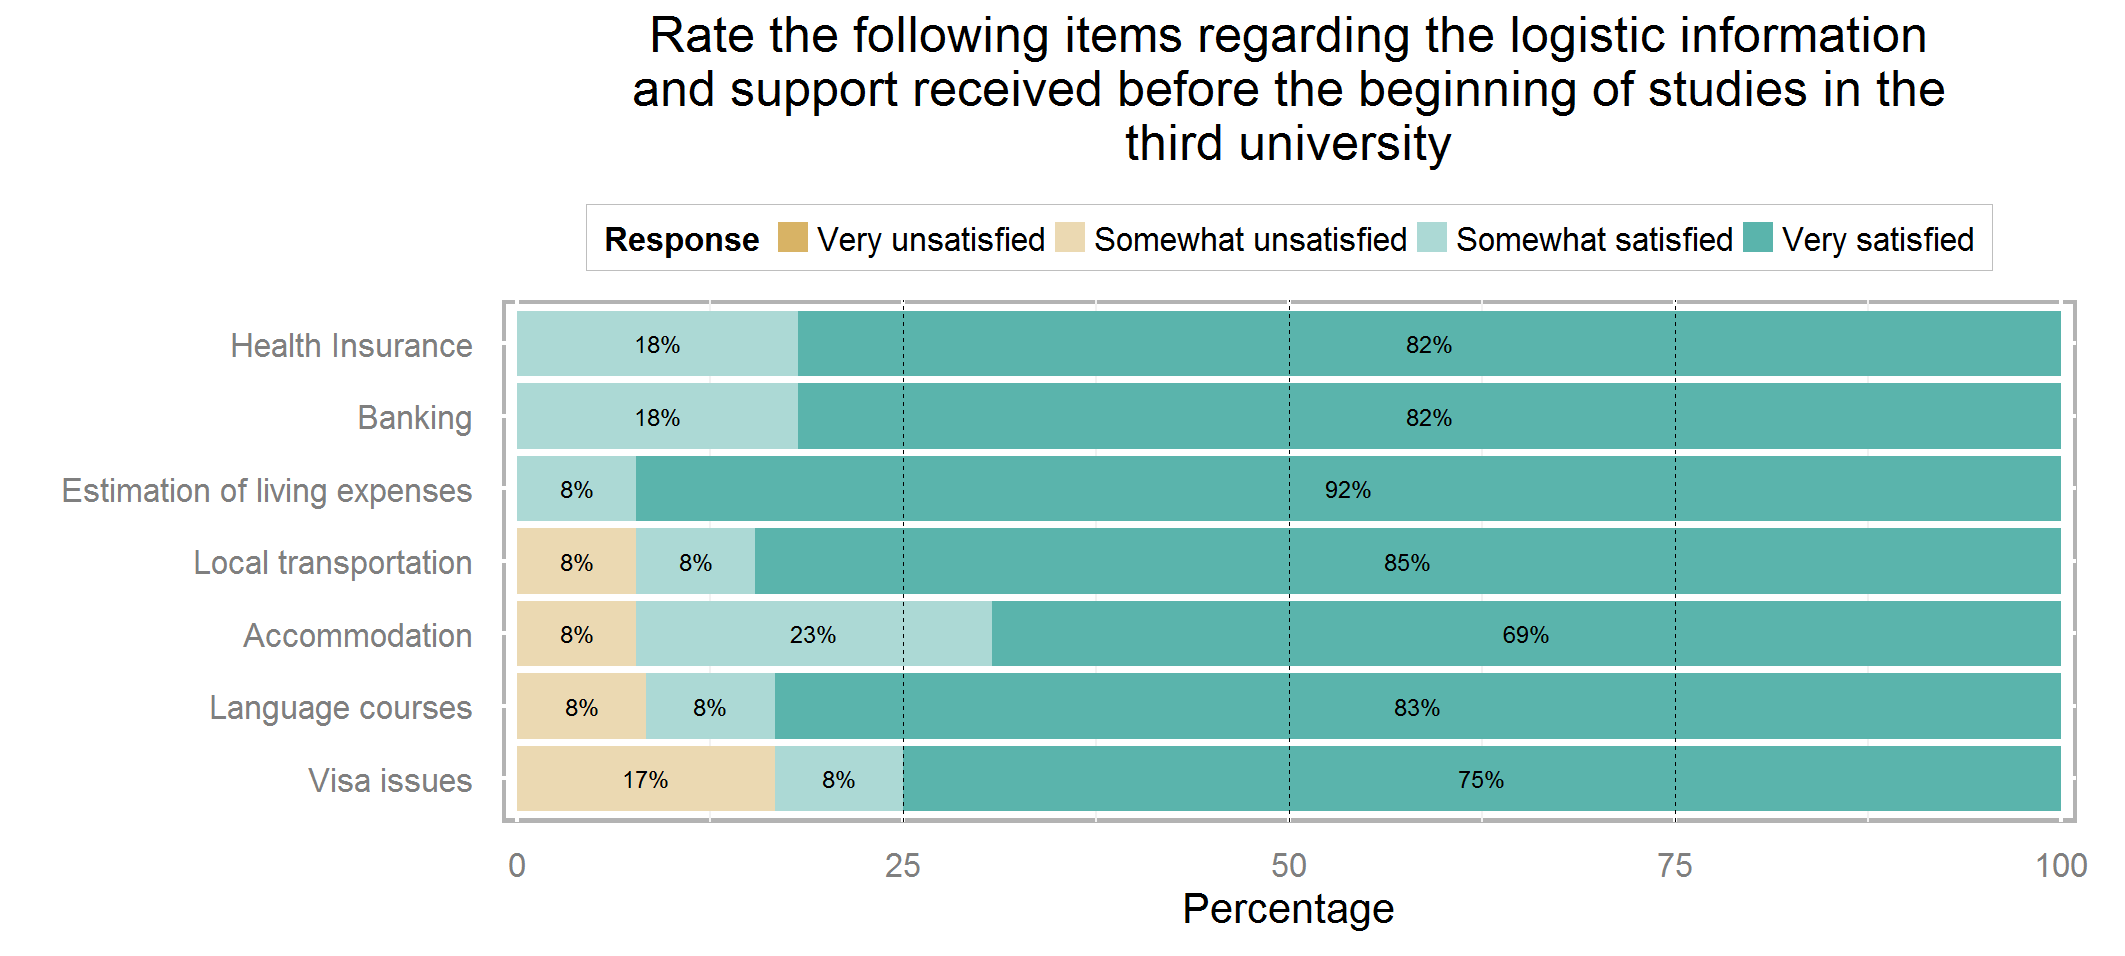 Rate the following items regarding the logistic information
and support received before the beginning of studies in the
third university
Response Very unsatisfied Somewhat unsatisfied Somewhat satisfied Very satisfied
Health Insurance 18% 82%
Banking 18% 82%
Estimation of living expenses 8% 92%
Local transportation 8% 8% 85%
Accommodation 8% 23% 69%
Language courses 8% 8% 83%
Visa issues 17% 8% 75%
0 25 50 75 100
Percentage